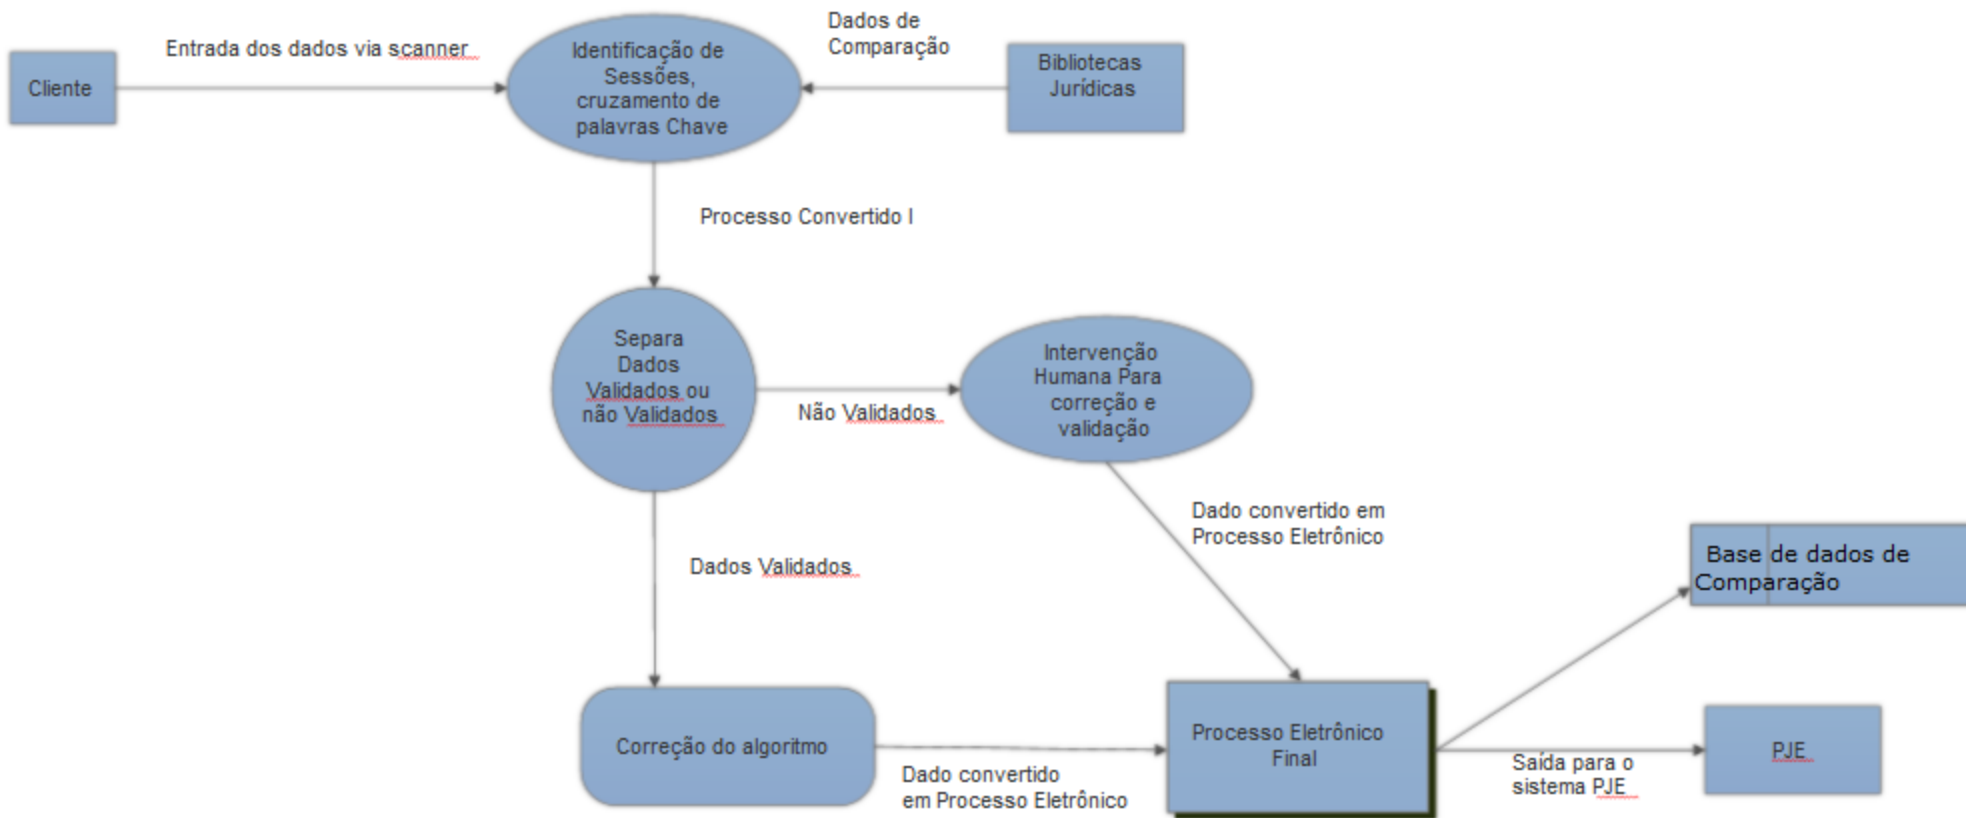 Cliente
Entrada dos dados via scanner
Identificação de
Sessões,
cruzamento de
palavras Chave
Dados de
Comparação
Bibliotecas
Jurídicas
Processo Convertido I
Separa
Dados
Validados ou
não Validados
Não Validados
Intervenção
Humana Para
correção e
validação
Dado convertido em
Processo Eletrônico
Dados Validados
Base de dados de
Comparação
Correção do algoritmo
Dado convertido
em Processo Eletrônico
Processo Eletrônico
Final
Saída para o
sistema PJE
PJE